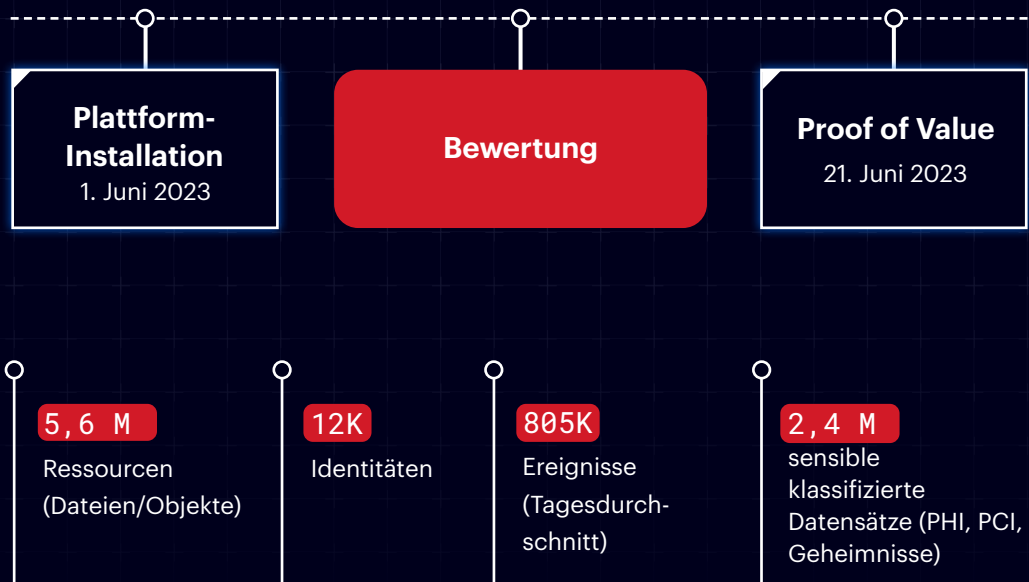 Plattform-
Installation
1. Juni 2023
Bewertung
Proof of Value
21. Juni 2023
5,6 M
Ressourcen
(Dateien/Objekte)
12K
Identitäten
805K
Ereignisse
(Tagesdurch-
schnitt)
2,4 M
sensible
klassifizierte
Datensätze (PHI, PCI,
Geheimnisse)